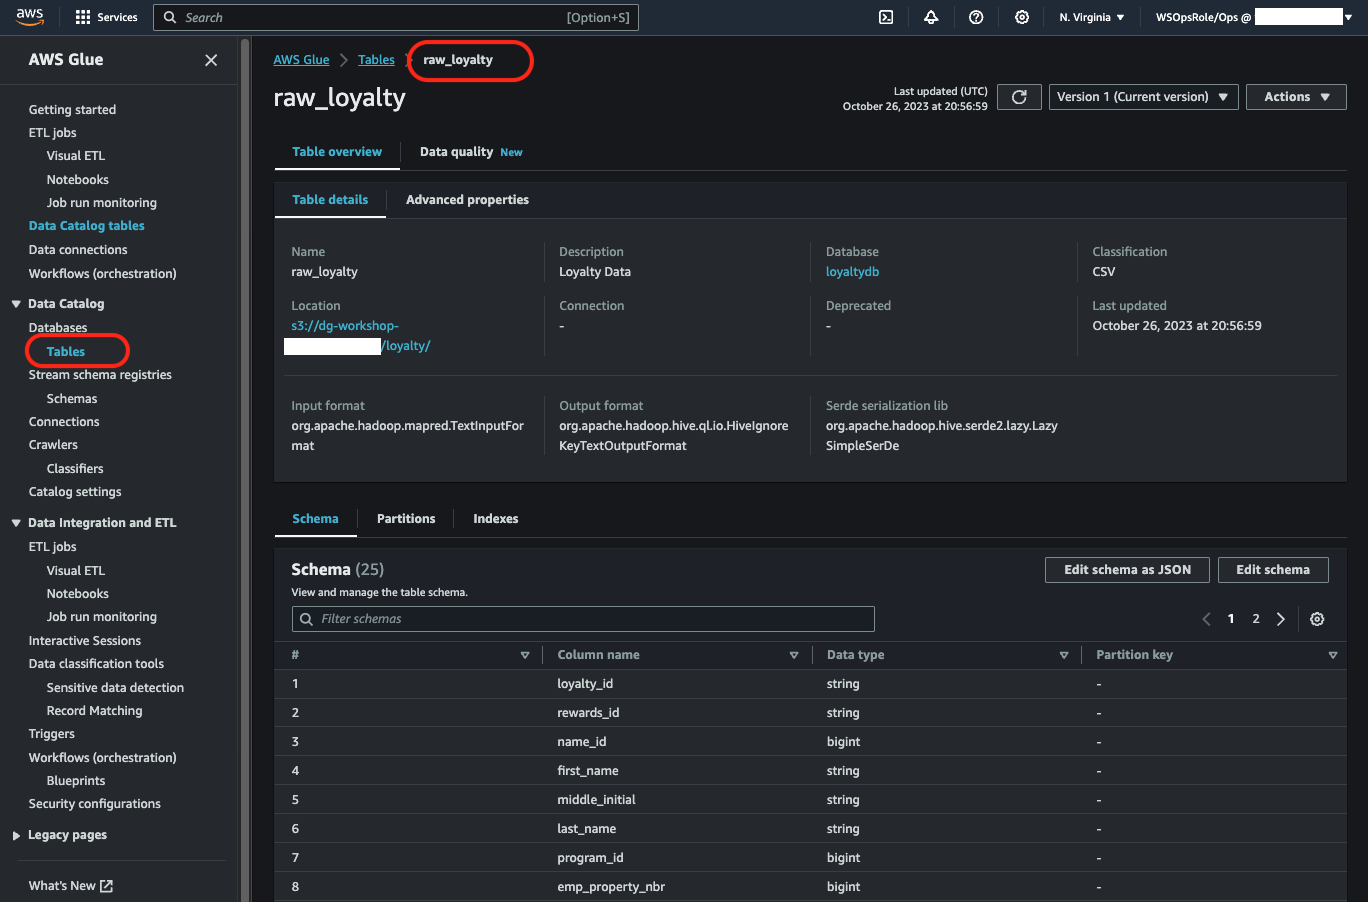 aws
Services
Search
[Option+S]
N. Virginia
WSOpsRole/Ops @
AWS Glue
Getting started
ETL jobs
Visual ETL
Notebooks
Job run monitoring
Data Catalog tables
Data connections
Workflows (orchestration)
Data Catalog
Databases
Tables
Stream schema registries
Schemas
Connections
Crawlers
Classifiers
Catalog settings
Data Integration and ETL
ETL jobs
Visual ETL
Notebooks
Job run monitoring
Interactive Sessions
Data classification tools
Sensitive data detection
Record Matching
Triggers
Workflows (orchestration)
Blueprints
Security configurations
Legacy pages
What's New
AWS Glue Tables raw_loyalty
raw_loyalty
Last updated (UTC)
October 26, 2023 at 20:56:59
Version 1 (Current version)
Actions
Table overview
Data quality New
Table details
Advanced properties
Name
raw_loyalty
Description
Loyalty Data
Database
loyaltydb
Classification
CSV
Location
s3://dg-workshop-
/loyalty/
Connection
-
Deprecated
-
Last updated
October 26, 2023 at 20:56:59
Input format
org.apache.hadoop.mapred.TextInputFor
mat
Output format
org.apache.hadoop.hive.ql.io.HiveIgnore
KeyTextOutputFormat
Serde serialization lib
org.apache.hadoop.hive.serde2.lazy.Lazy
SimpleSerDe
Schema
Partitions
Indexes
Schema (25)
View and manage the table schema.
Edit schema as JSON
Edit schema
Filter schemas
1 2
# Column name Data type Partition key
1 loyalty_id string -
2 rewards_id string -
3 name_id bigint -
4 first_name string -
5 middle_initial string -
6 last_name string -
7 program_id bigint -
8 emp_property_nbr bigint -